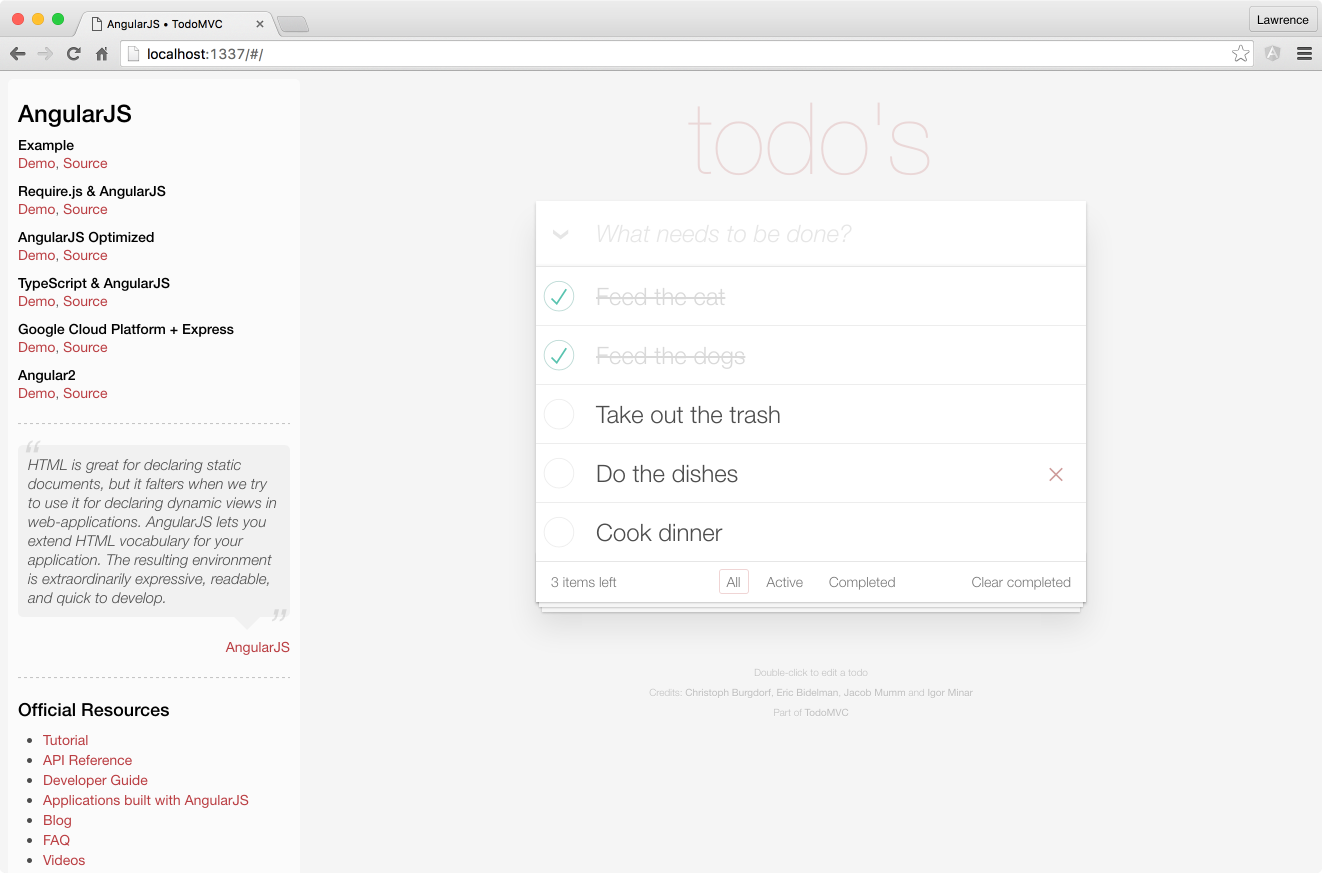 AngularJS • TodoMVC
Lawrence
localhost:1337/#/
AngularJS
Example
Demo, Source
Require.js & AngularJS
Demo, Source
AngularJS Optimized
Demo, Source
TypeScript & AngularJS
Demo, Source
Google Cloud Platform + Express
Demo, Source
Angular2
Demo, Source
“
HTML is great for declaring static
documents, but it falters when we try
to use it for declaring dynamic views in
web-applications. AngularJS lets you
extend HTML vocabulary for your
application. The resulting environment
is extraordinarily expressive, readable,
and quick to develop.
”
AngularJS
Official Resources
• Tutorial
• API Reference
• Developer Guide
• Applications built with AngularJS
• Blog
• FAQ
• Videos
todo's
What needs to be done?
Feed the cat
Feed the dogs
Take out the trash
Do the dishes
Cook dinner
3 items left All Active Completed Clear completed
Double-click to edit a todo
Credits: Christoph Burgdorf, Eric Bidelman, Jacob Mumm and Igor Minar
Part of TodoMVC